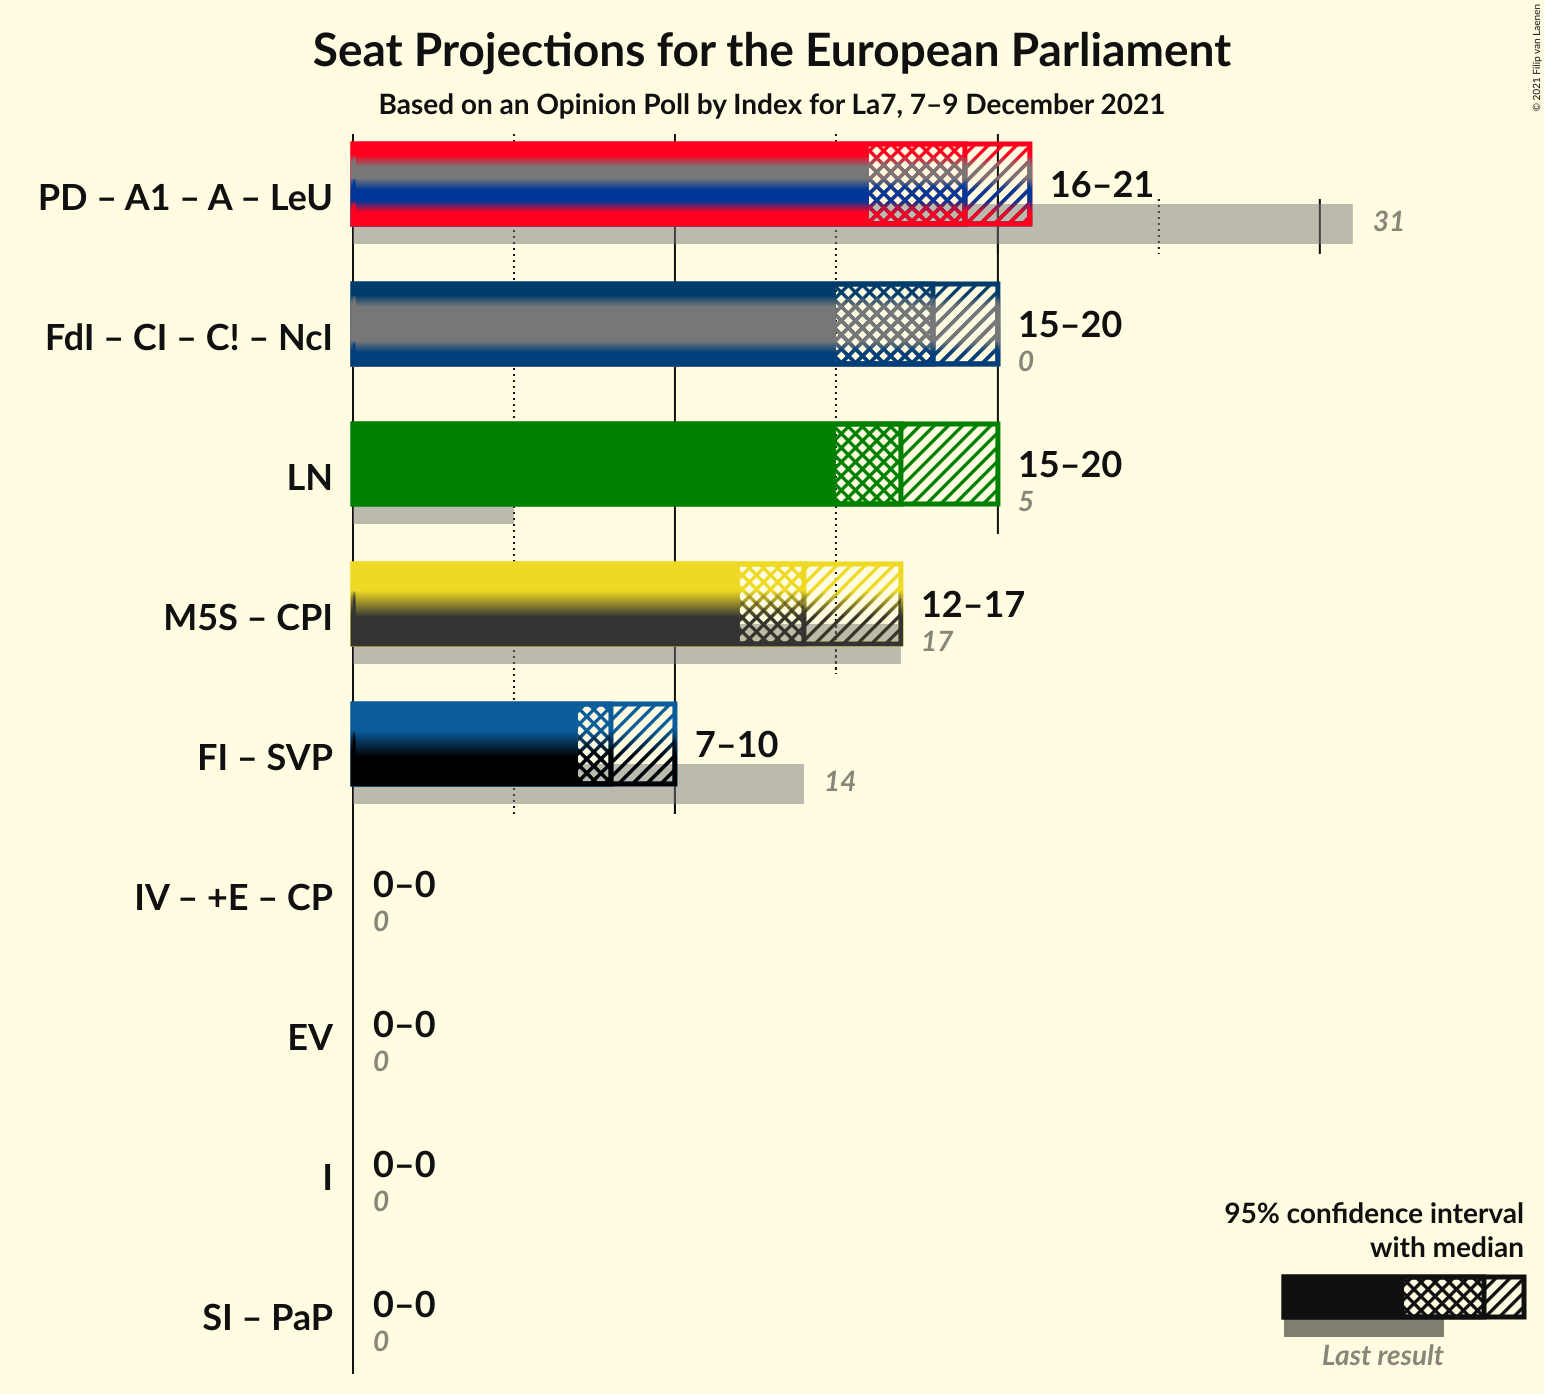 Seat Projections for the European Parliament
Based on an Opinion Poll by Index for La7, 7–9 December 2021
© 2021 Filip van Laenen
PD – A1 – A – LeU
16–21
31
FdI – CI – C! – NcI
15–20
0
LN
15–20
5
M5S – CPI
12–17
17
FI – SVP
7–10
14
IV – +E – CP
0–0
0
EV
0–0
0
I
0–0
0
SI – PaP
0–0
0
95% confidence interval
with median
Last result